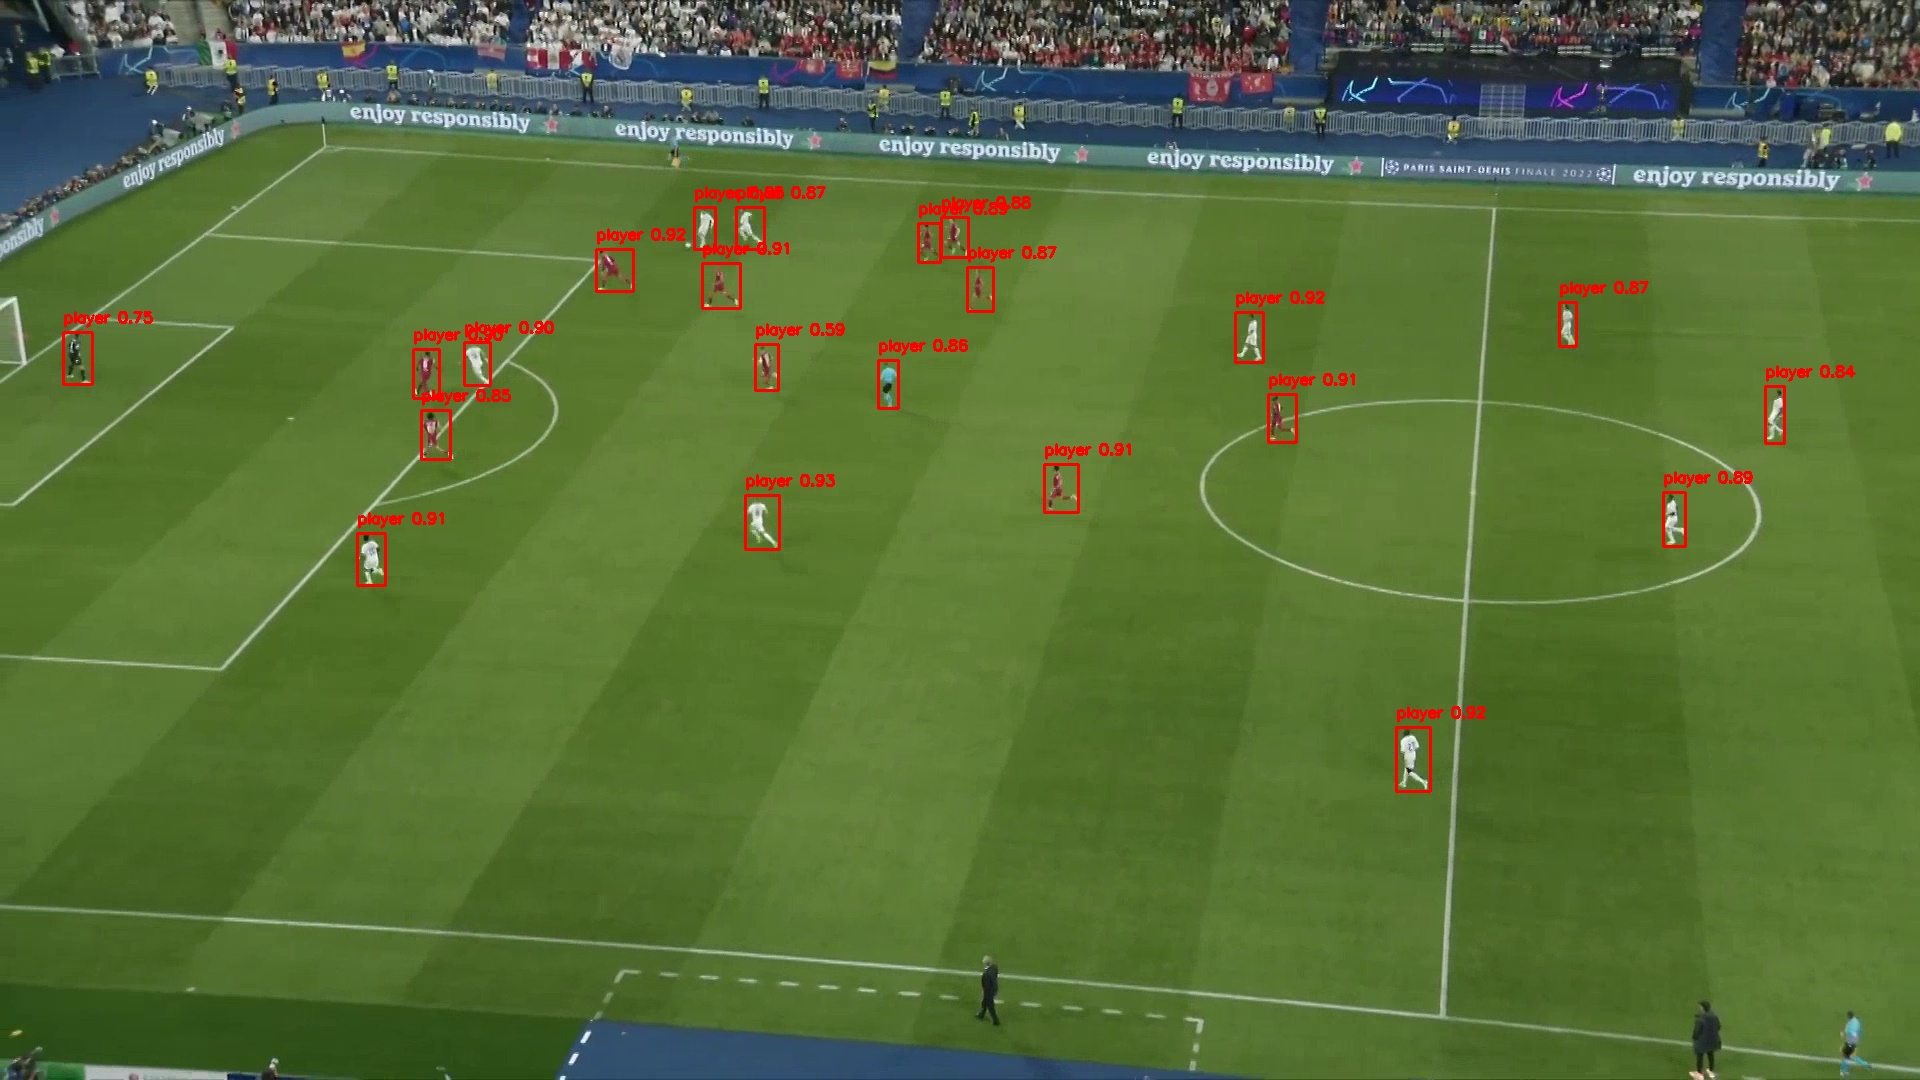 enjoy responsibly
enjoy responsibly
enjoy responsibly
enjoy responsibly
enjoy responsibly
PARIS SAINT-DENIS FINALE 2022
enjoy responsibly
player 0.87
player 0.88
player 0.92
player 0.91
player 0.87
player 0.87
player 0.92
player 0.75
player 0.90
player 0.59
player 0.86
player 0.91
player 0.84
player 0.85
player 0.91
player 0.93
player 0.89
player 0.91
player 0.92